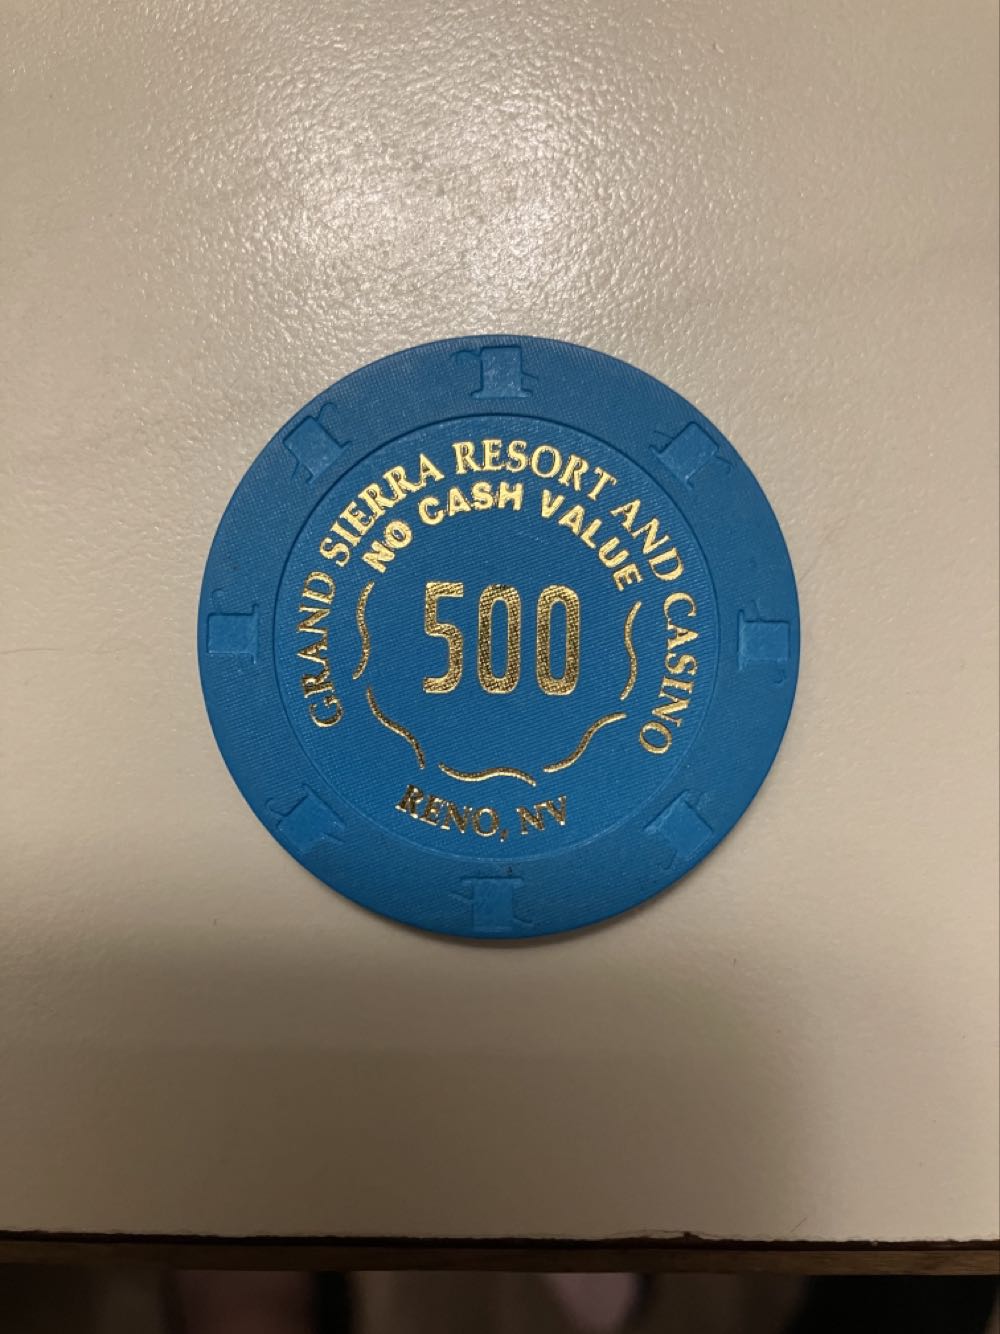 GRAND SIERRA RESORT AND CASINO
NO CASH VALUE
500
RENO, NV